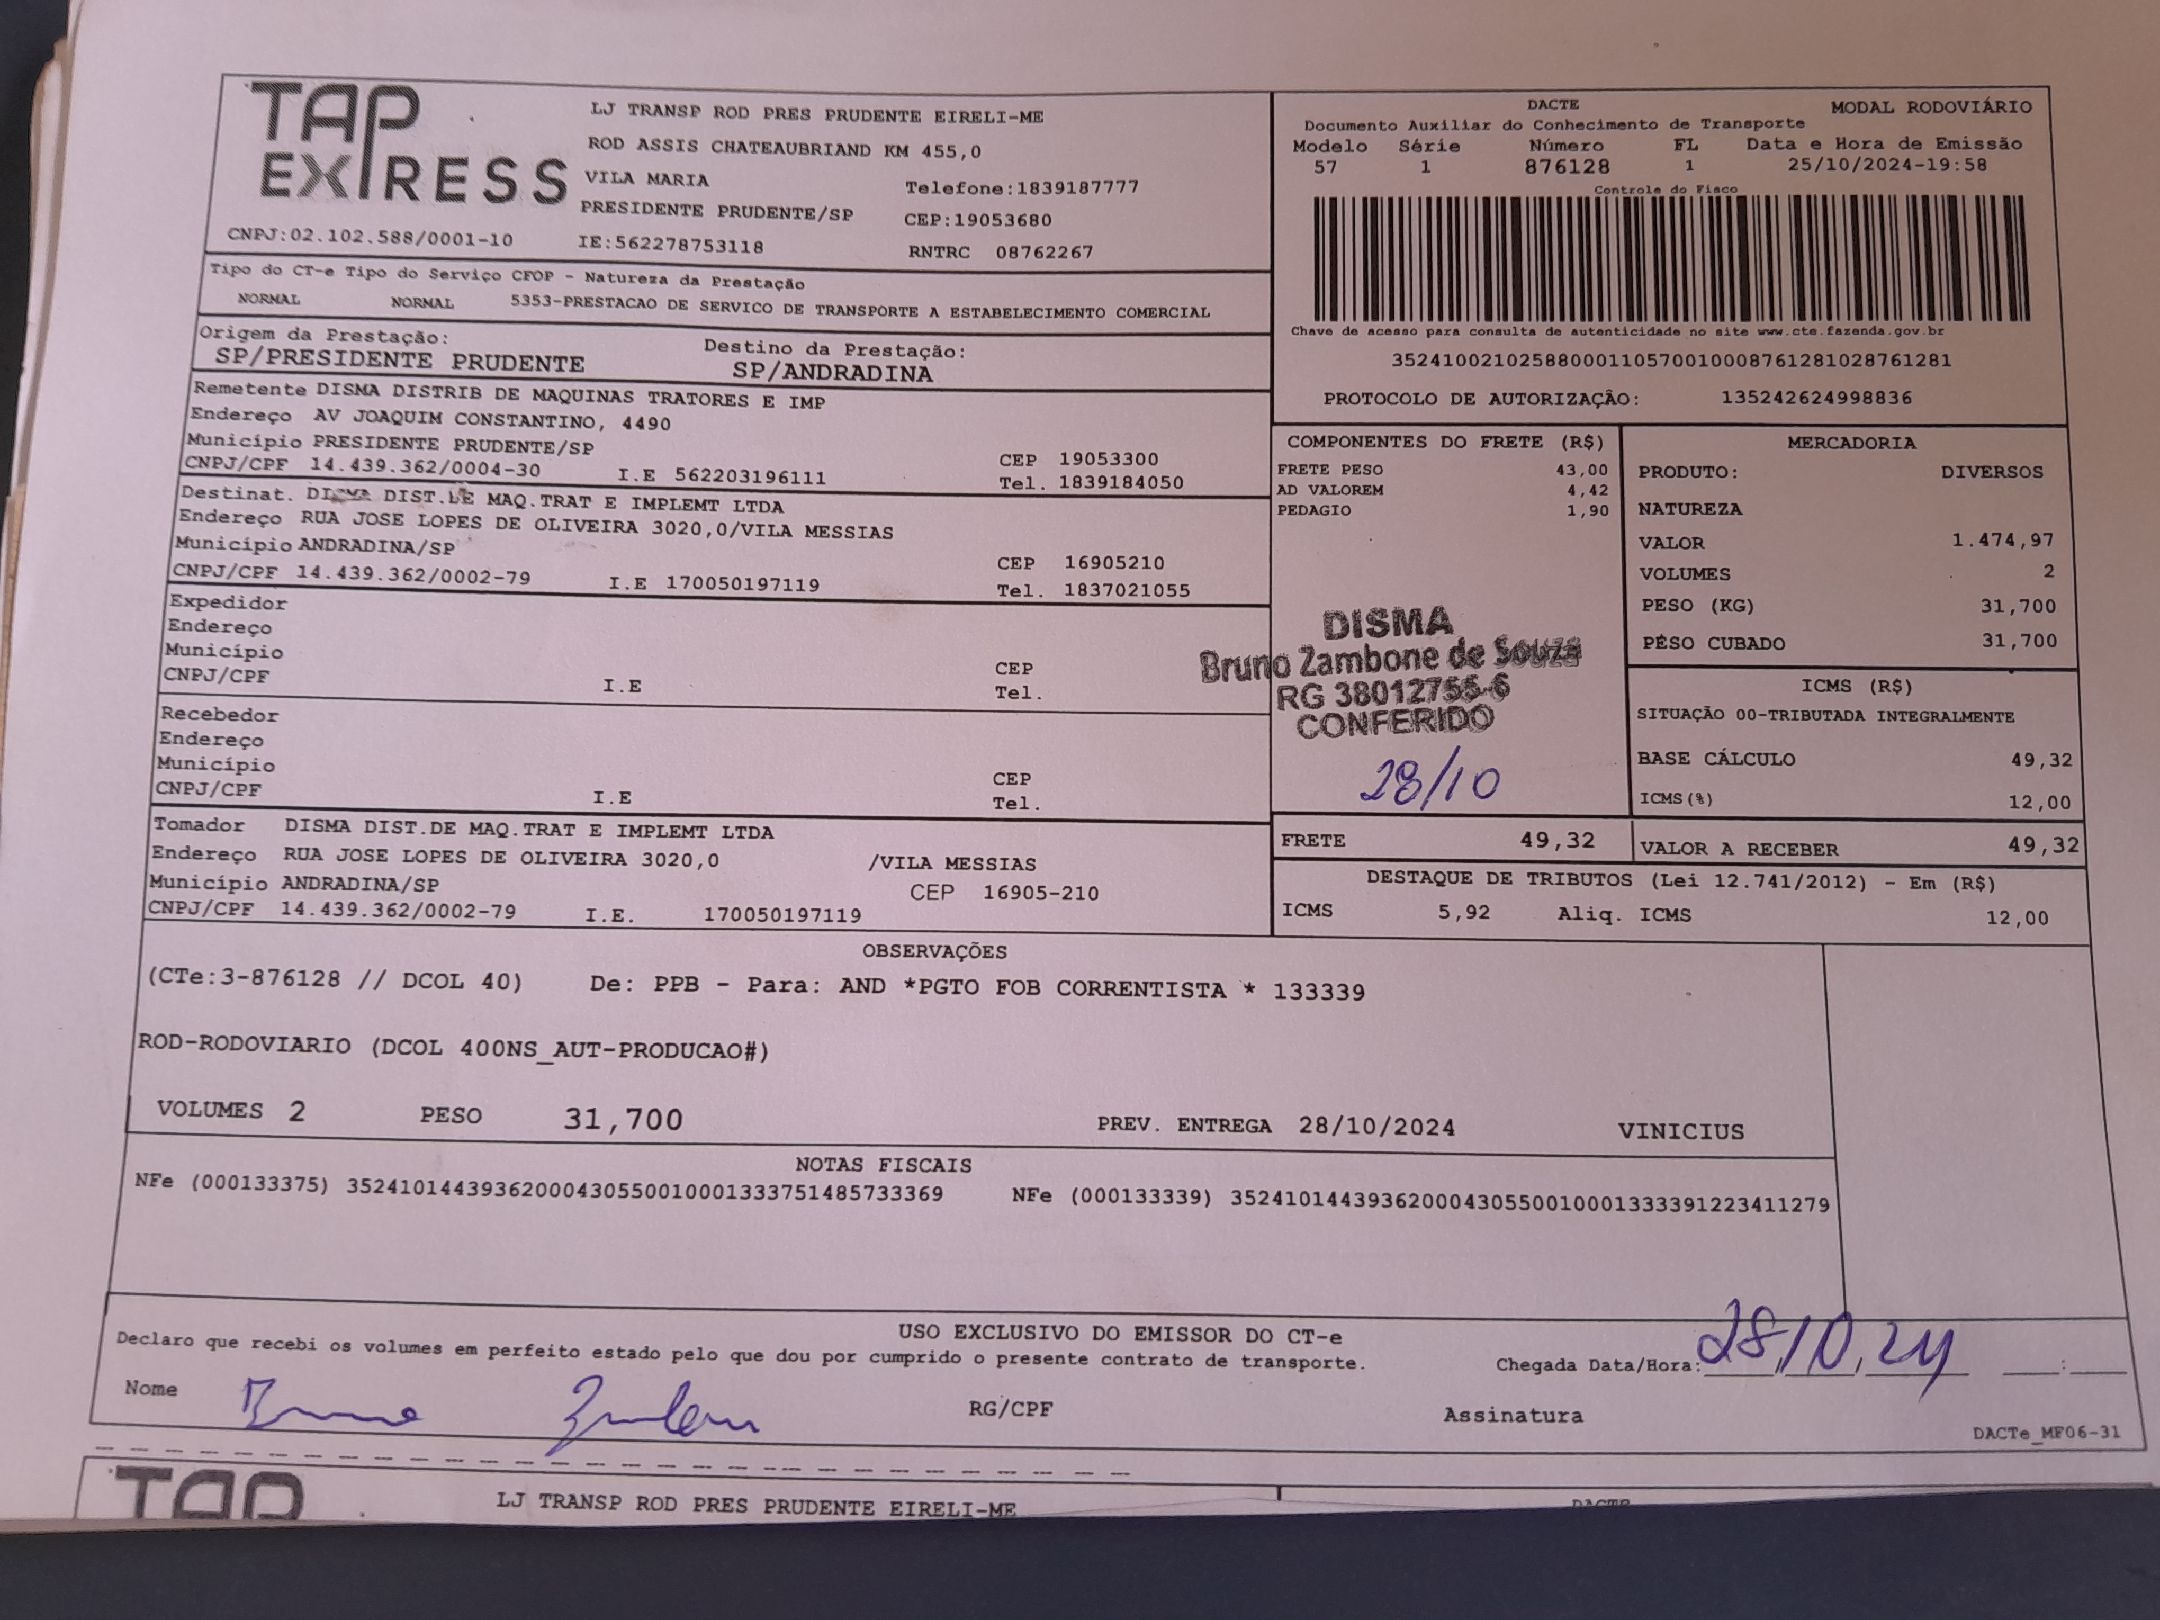 TAP EXPRESS
LJ TRANSP ROD PRES PRUDENTE EIRELI-ME
ROD ASSIS CHATEAUBRIAND KM 455,0
VILA MARIA
Telefone:1839187777
PRESIDENTE PRUDENTE/SP
CEP:19053680
CNPJ:02.102.588/0001-10
IE:562278753118
RNTRC 08762267
DACTE
MODAL RODOVIÁRIO
Documento Auxiliar do Conhecimento de Transporte
Modelo Série Número FL Data e Hora de Emissão
57 1 876128 1 25/10/2024-19:58
Controle do Fisco
Chave de acesso para consulta de autenticidade no site www.cte.fazenda.gov.br
35241002102588000110570010008761281028761281
PROTOCOLO DE AUTORIZAÇÃO: 135242624998836
Tipo do CT-e Tipo do Serviço CFOP - Natureza da Prestação
NORMAL NORMAL 5353-PRESTACAO DE SERVICO DE TRANSPORTE A ESTABELECIMENTO COMERCIAL
Origem da Prestação: Destino da Prestação:
SP/PRESIDENTE PRUDENTE SP/ANDRADINA
Remetente DISMA DISTRIB DE MAQUINAS TRATORES E IMP
Endereço AV JOAQUIM CONSTANTINO, 4490
Município PRESIDENTE PRUDENTE/SP CEP 19053300
CNPJ/CPF 14.439.362/0004-30 I.E 562203196111 Tel. 1839184050
Destinat. DISMA DIST.DE MAQ.TRAT E IMPLEMT LTDA
Endereço RUA JOSE LOPES DE OLIVEIRA 3020,0/VILA MESSIAS
Município ANDRADINA/SP CEP 16905210
CNPJ/CPF 14.439.362/0002-79 I.E 170050197119 Tel. 1837021055
Expedidor
Endereço
Município CEP
CNPJ/CPF I.E Tel.
Recebedor
Endereço
Município CEP
CNPJ/CPF I.E Tel.
Tomador DISMA DIST.DE MAQ.TRAT E IMPLEMT LTDA
Endereço RUA JOSE LOPES DE OLIVEIRA 3020,0 /VILA MESSIAS
Município ANDRADINA/SP CEP 16905-210
CNPJ/CPF 14.439.362/0002-79 I.E. 170050197119
COMPONENTES DO FRETE (R$)
FRETE PESO 43,00
AD VALOREM 4,42
PEDAGIO 1,90
DISMA
Bruno Zambone de Souza
RG 38012755-6
CONFERIDO
28/10
MERCADORIA
PRODUTO: DIVERSOS
NATUREZA
VALOR 1.474,97
VOLUMES 2
PESO (KG) 31,700
PESO CUBADO 31,700
ICMS (R$)
SITUAÇÃO 00-TRIBUTADA INTEGRALMENTE
BASE CÁLCULO 49,32
ICMS(%) 12,00
FRETE 49,32 VALOR A RECEBER 49,32
DESTAQUE DE TRIBUTOS (Lei 12.741/2012) - Em (R$)
ICMS 5,92 Aliq. ICMS 12,00
OBSERVAÇÕES
(CTe:3-876128 // DCOL 40) De: PPB - Para: AND *PGTO FOB CORRENTISTA * 133339
ROD-RODOVIARIO (DCOL 400NS_AUT-PRODUCAO#)
VOLUMES 2 PESO 31,700 PREV. ENTREGA 28/10/2024 VINICIUS
NOTAS FISCAIS
NFe (000133375) 35241014439362000430550010001333751485733369 NFe (000133339) 35241014439362000430550010001333391223411279
USO EXCLUSIVO DO EMISSOR DO CT-e
Declaro que recebi os volumes em perfeito estado pelo que dou por cumprido o presente contrato de transporte.
Chegada Data/Hora: 28/10/24 :
Nome Bruno Zambone RG/CPF Assinatura
DACTe_MF06-31
TAP
LJ TRANSP ROD PRES PRUDENTE EIRELI-ME
DACTE